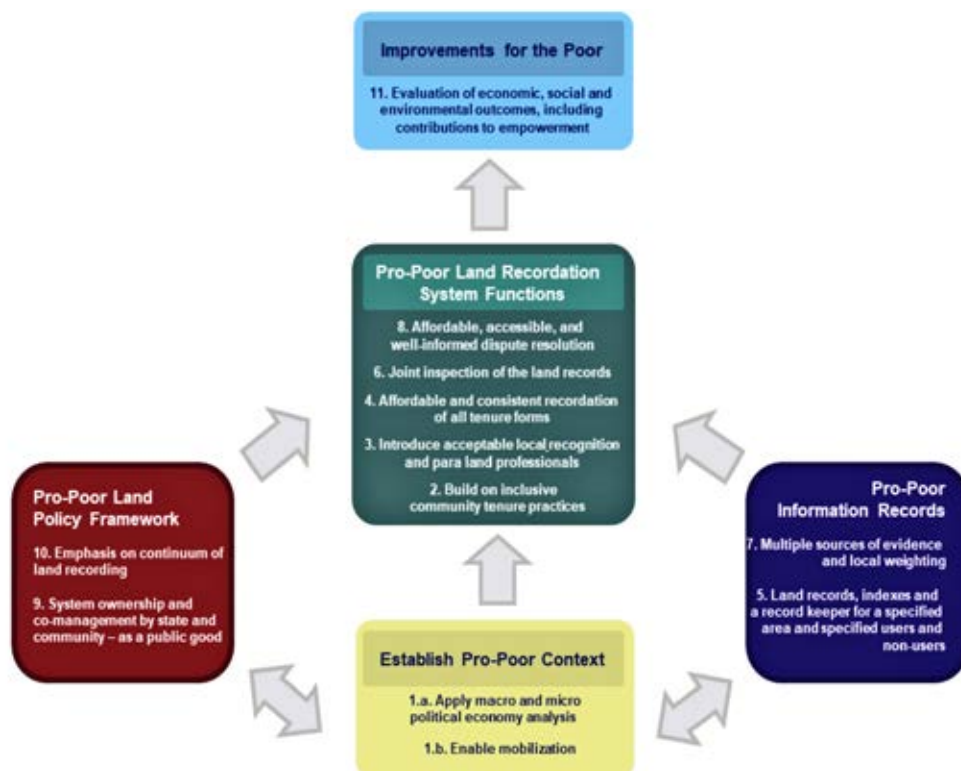 Improvements for the Poor
11. Evaluation of economic, social and
environmental outcomes, including
contributions to empowerment
Pro-Poor Land Recordation
System Functions
8. Affordable, accessible, and
well-informed dispute resolution
6. Joint inspection of the land records
4. Affordable and consistent recordation
of all tenure forms
3. Introduce acceptable local recognition
and para land professionals
2. Build on inclusive
community tenure practices
Pro-Poor Land
Policy Framework
10. Emphasis on continuum of
land recording
9. System ownership and
co-management by state and
community – as a public good
Pro-Poor
Information Records
7. Multiple sources of evidence
and local weighting
5. Land records, indexes and
a record keeper for a specified
area and specified users and
non-users
Establish Pro-Poor Context
1.a. Apply macro and micro
political economy analysis
1.b. Enable mobilization